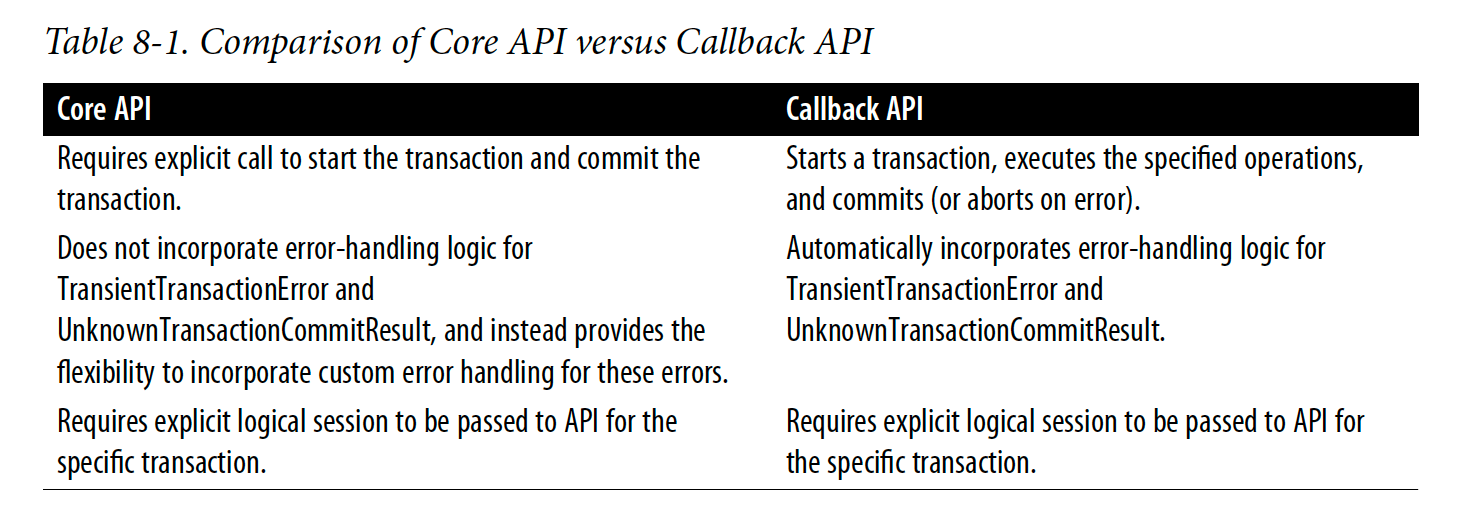 Table 8-1. Comparison of Core API versus Callback API
Core API
Callback API
Requires explicit call to start the transaction and commit the
transaction.
Starts a transaction, executes the specified operations,
and commits (or aborts on error).
Does not incorporate error-handling logic for
TransientTransactionError and
UnknownTransactionCommitResult, and instead provides the
flexibility to incorporate custom error handling for these errors.
Automatically incorporates error-handling logic for
TransientTransactionError and
UnknownTransactionCommitResult.
Requires explicit logical session to be passed to API for the
specific transaction.
Requires explicit logical session to be passed to API for
the specific transaction.